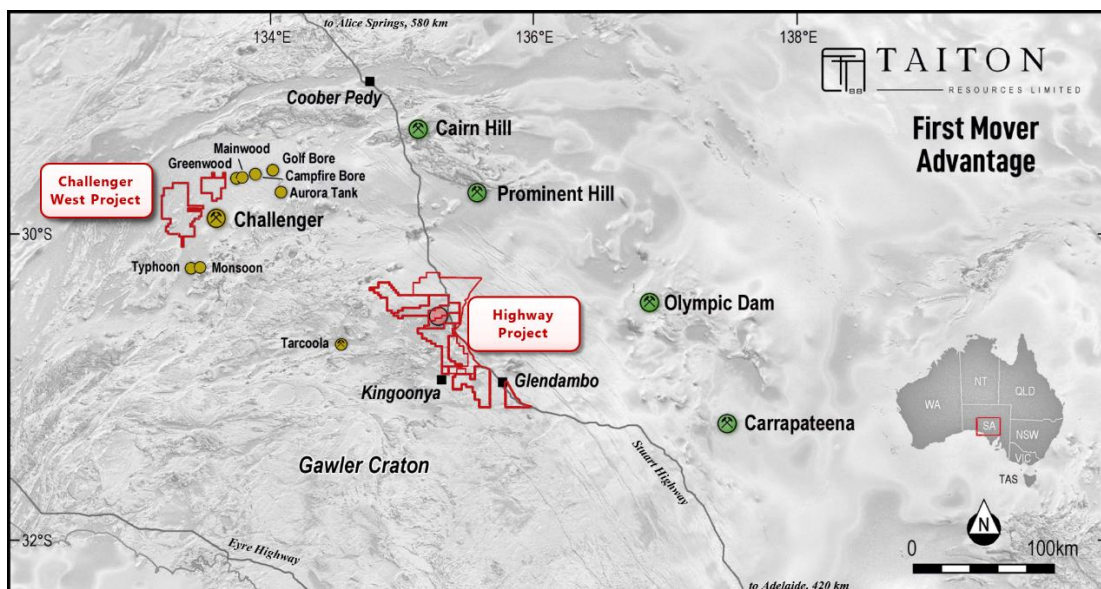 to Alice Springs, 580 km
134°E
136°E
138°E
TAITON
RESOURCES LIMITED
BB
First Mover
Advantage
Coober Pedy
Cairn Hill
Mainwood
Greenwood
Golf Bore
Campfire Bore
Aurora Tank
Prominent Hill
Challenger
West Project
Challenger
30°S
Typhoon
Monsoon
Olympic Dam
Highway
Project
Tarcoola
Kingoonya
Glendambo
Carrapateena
Gawler Craton
Stuart Highway
WA
NT
QLD
SA
NSW
VIC
TAS
N
32°S
Eyre Highway
0
100km
to Adelaide, 420 km